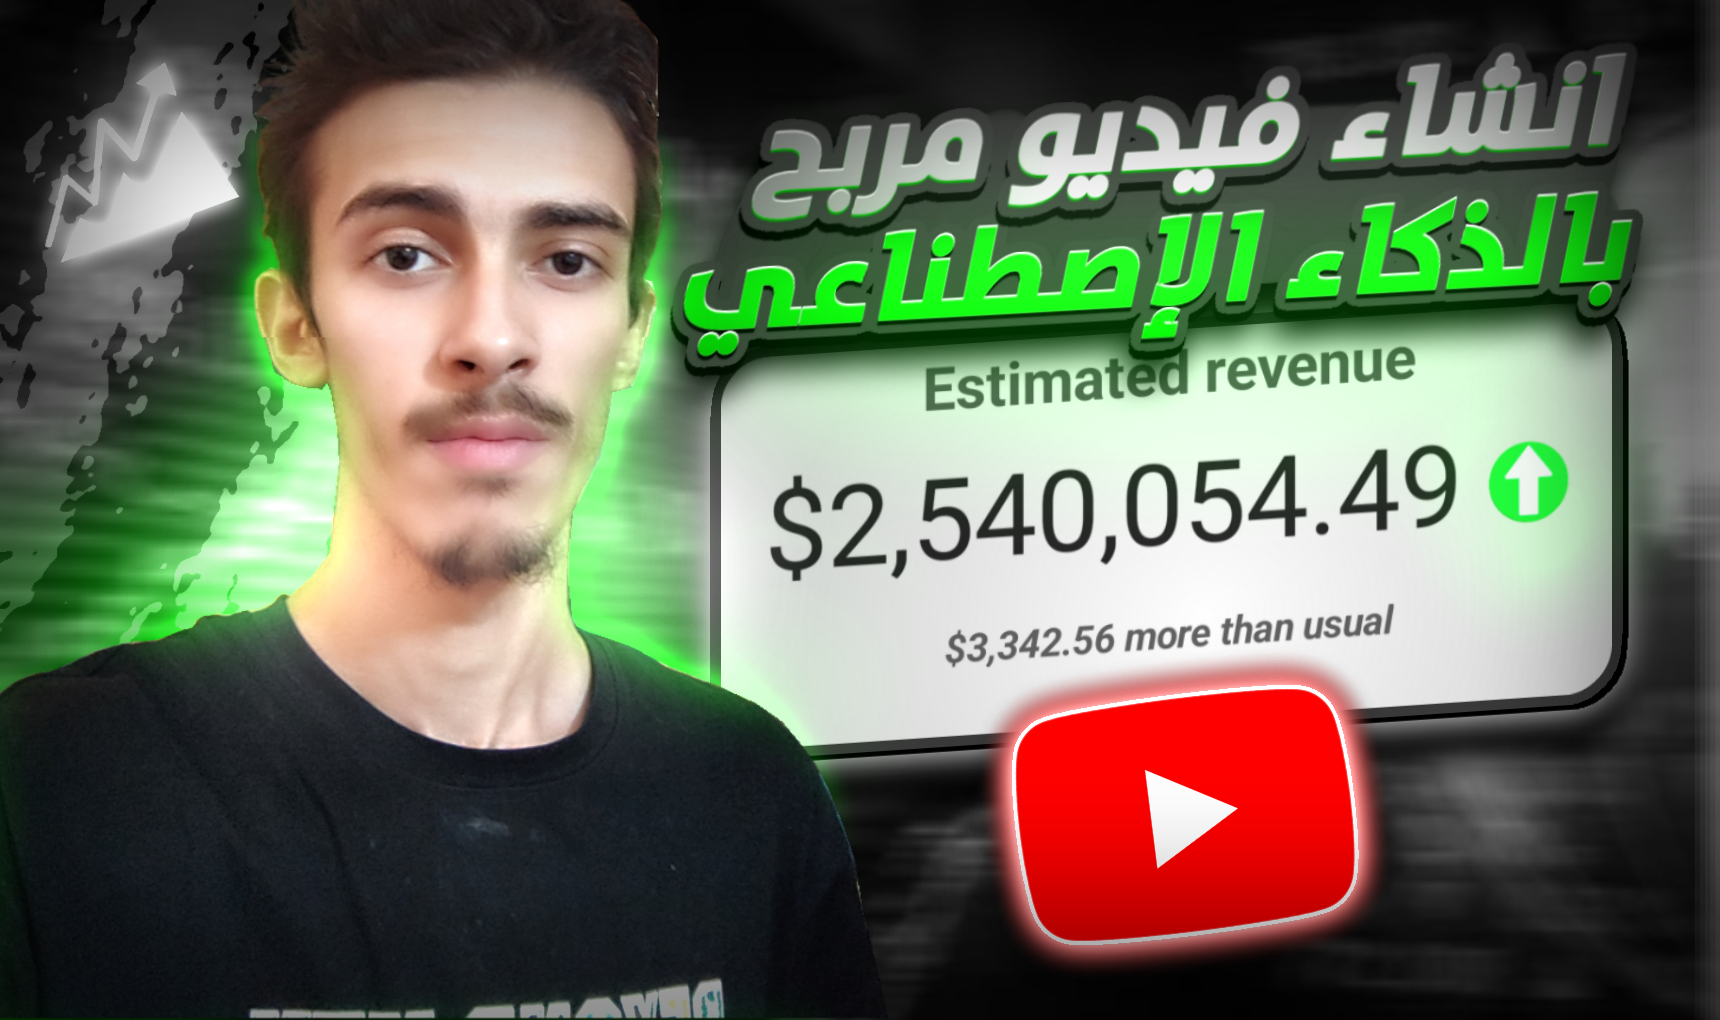 انشاء فيديو مربح
بالذكاء الإصطناعي
Estimated revenue
$2,540,054.49
$3,342.56 more than usual